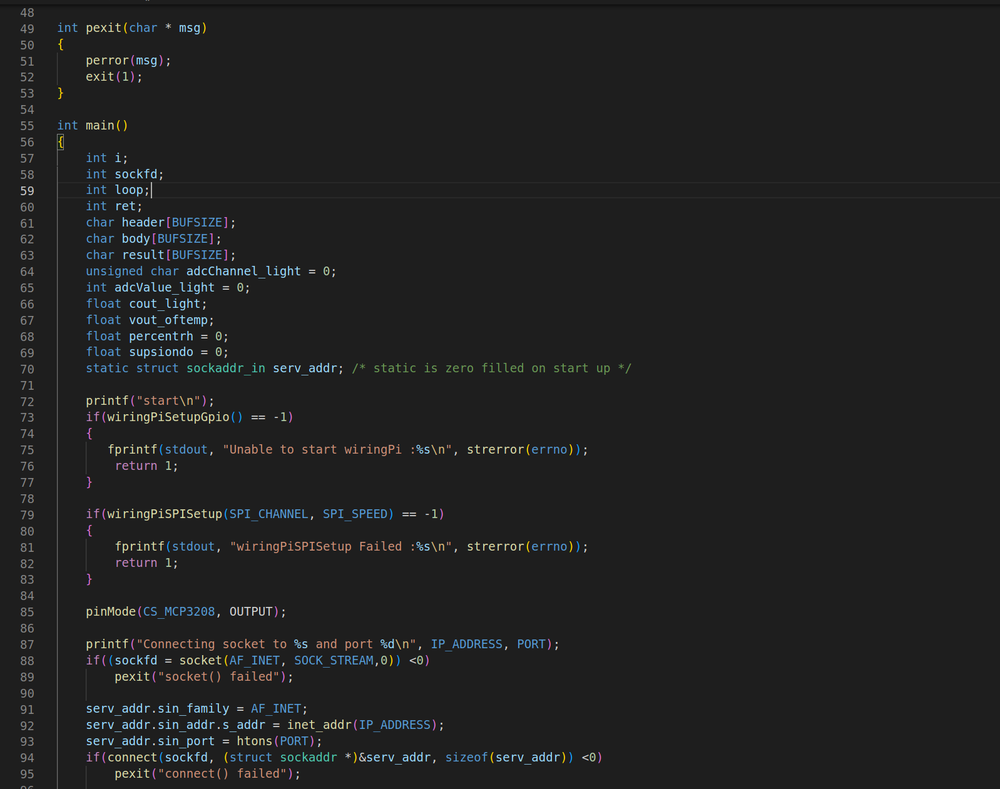 48
49 int pexit(char * msg)
50 {
51     perror(msg);
52     exit(1);
53 }
54
55 int main()
56 {
57     int i;
58     int sockfd;
59     int loop;
60     int ret;
61     char header[BUFSIZE];
62     char body[BUFSIZE];
63     char result[BUFSIZE];
64     unsigned char adcChannel_light = 0;
65     int adcValue_light = 0;
66     float cout_light;
67     float vout_oftemp;
68     float percentrh = 0;
69     float supsiondo = 0;
70     static struct sockaddr_in serv_addr; /* static is zero filled on start up */
71
72     printf("start\n");
73     if(wiringPiSetupGpio() == -1)
74     {
75        fprintf(stdout, "Unable to start wiringPi :%s\n", strerror(errno));
76         return 1;
77     }
78
79     if(wiringPiSPISetup(SPI_CHANNEL, SPI_SPEED) == -1)
80     {
81         fprintf(stdout, "wiringPiSPISetup Failed :%s\n", strerror(errno));
82         return 1;
83     }
84
85     pinMode(CS_MCP3208, OUTPUT);
86
87     printf("Connecting socket to %s and port %d\n", IP_ADDRESS, PORT);
88     if((sockfd = socket(AF_INET, SOCK_STREAM,0)) <0)
89         pexit("socket() failed");
90
91     serv_addr.sin_family = AF_INET;
92     serv_addr.sin_addr.s_addr = inet_addr(IP_ADDRESS);
93     serv_addr.sin_port = htons(PORT);
94     if(connect(sockfd, (struct sockaddr *)&serv_addr, sizeof(serv_addr)) <0)
95         pexit("connect() failed");